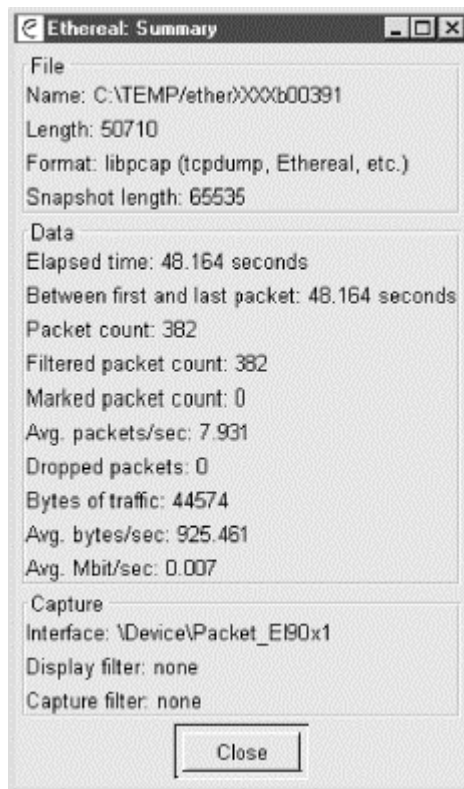 Ethereal: Summary
File
Name: C:\TEMP/etherXXXXb00391
Length: 50710
Format: libpcap (tcpdump, Ethereal, etc.)
Snapshot length: 65535
Data
Elapsed time: 48.164 seconds
Between first and last packet: 48.164 seconds
Packet count: 382
Filtered packet count: 382
Marked packet count: 0
Avg. packets/sec: 7.931
Dropped packets: 0
Bytes of traffic: 44574
Avg. bytes/sec: 925.461
Avg. Mbit/sec: 0.007
Capture
Interface: \Device\Packet_El90x1
Display filter: none
Capture filter: none
Close